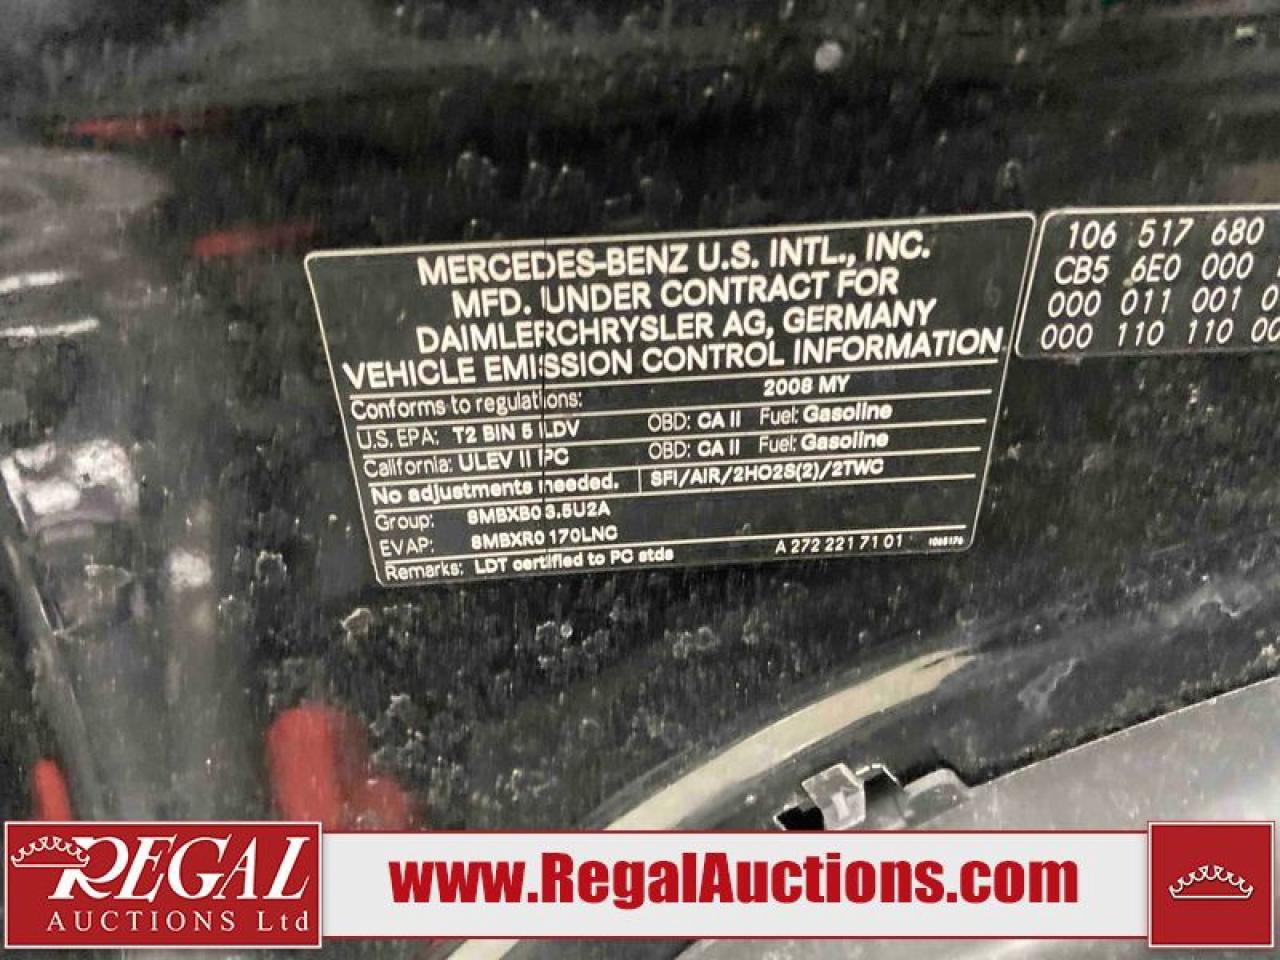 MERCEDES-BENZ U.S. INTL., INC.
MFD. UNDER CONTRACT FOR
DAIMLERCHRYSLER AG, GERMANY
VEHICLE EMISSION CONTROL INFORMATION
Conforms to regulations: 2008 MY
U.S. EPA: T2 BIN 5 LDV OBD: CA II Fuel: Gasoline
California: ULEV II PC OBD: CA II Fuel: Gasoline
No adjustments needed. SFI/AIR/2HO2S(2)/2TWC
Group: 8MBXB03.5U2A
EVAP: 8MBXR0170LNC
Remarks: LDT certified to PC stds A 272 221 71 01
106 517 680
CB5 6E0 000
000 011 001 0
000 110 110 00
REGAL
AUCTIONS Ltd
www.RegalAuctions.com